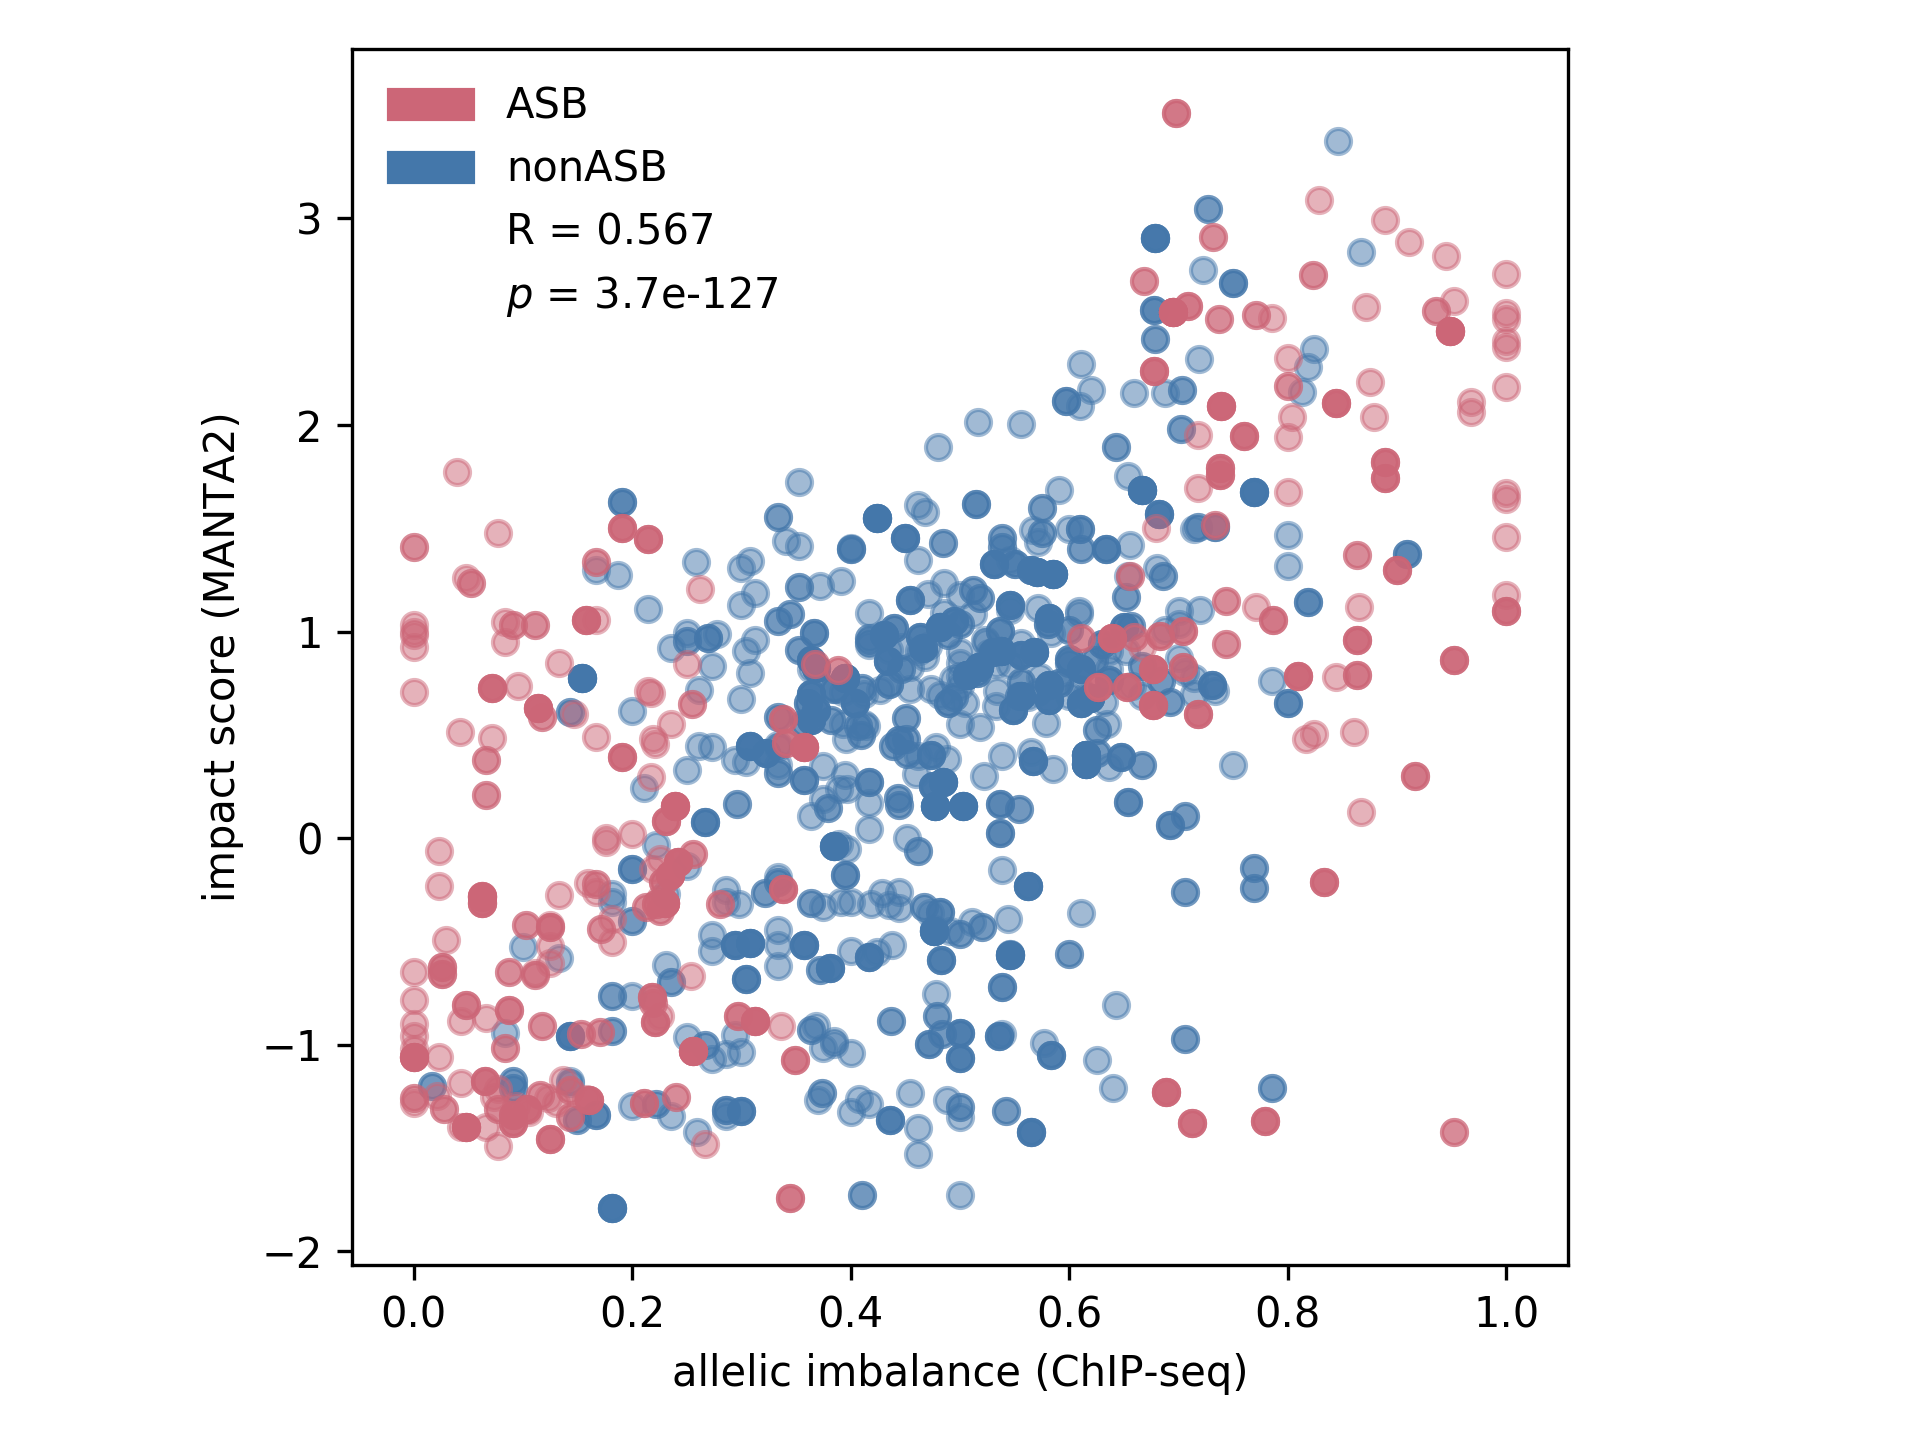 ASB
nonASB
R = 0.567
p = 3.7e-127
impact score (MANTA2)
3
2
1
0
−1
−2
0.0 0.2 0.4 0.6 0.8 1.0
allelic imbalance (ChIP-seq)